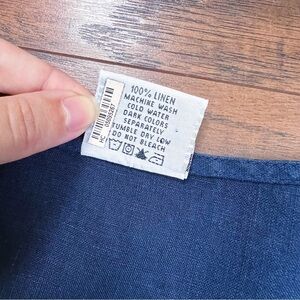 100% LINEN
MACHINE WASH
COLD WATER
DARK COLORS
SEPARATELY
TUMBLE DRY LOW
DO NOT BLEACH